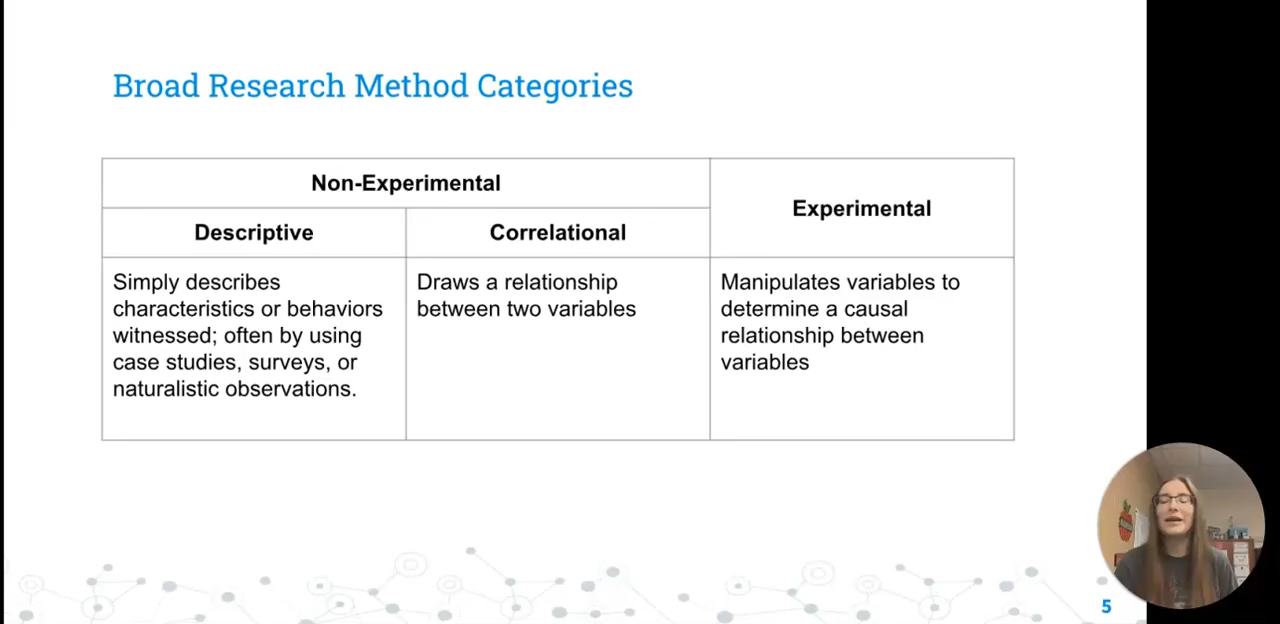 Broad Research Method Categories
Non-Experimental
Experimental
Descriptive
Correlational
Simply describes
characteristics or behaviors
witnessed; often by using
case studies, surveys, or
naturalistic observations.
Draws a relationship
between two variables
Manipulates variables to
determine a causal
relationship between
variables
5